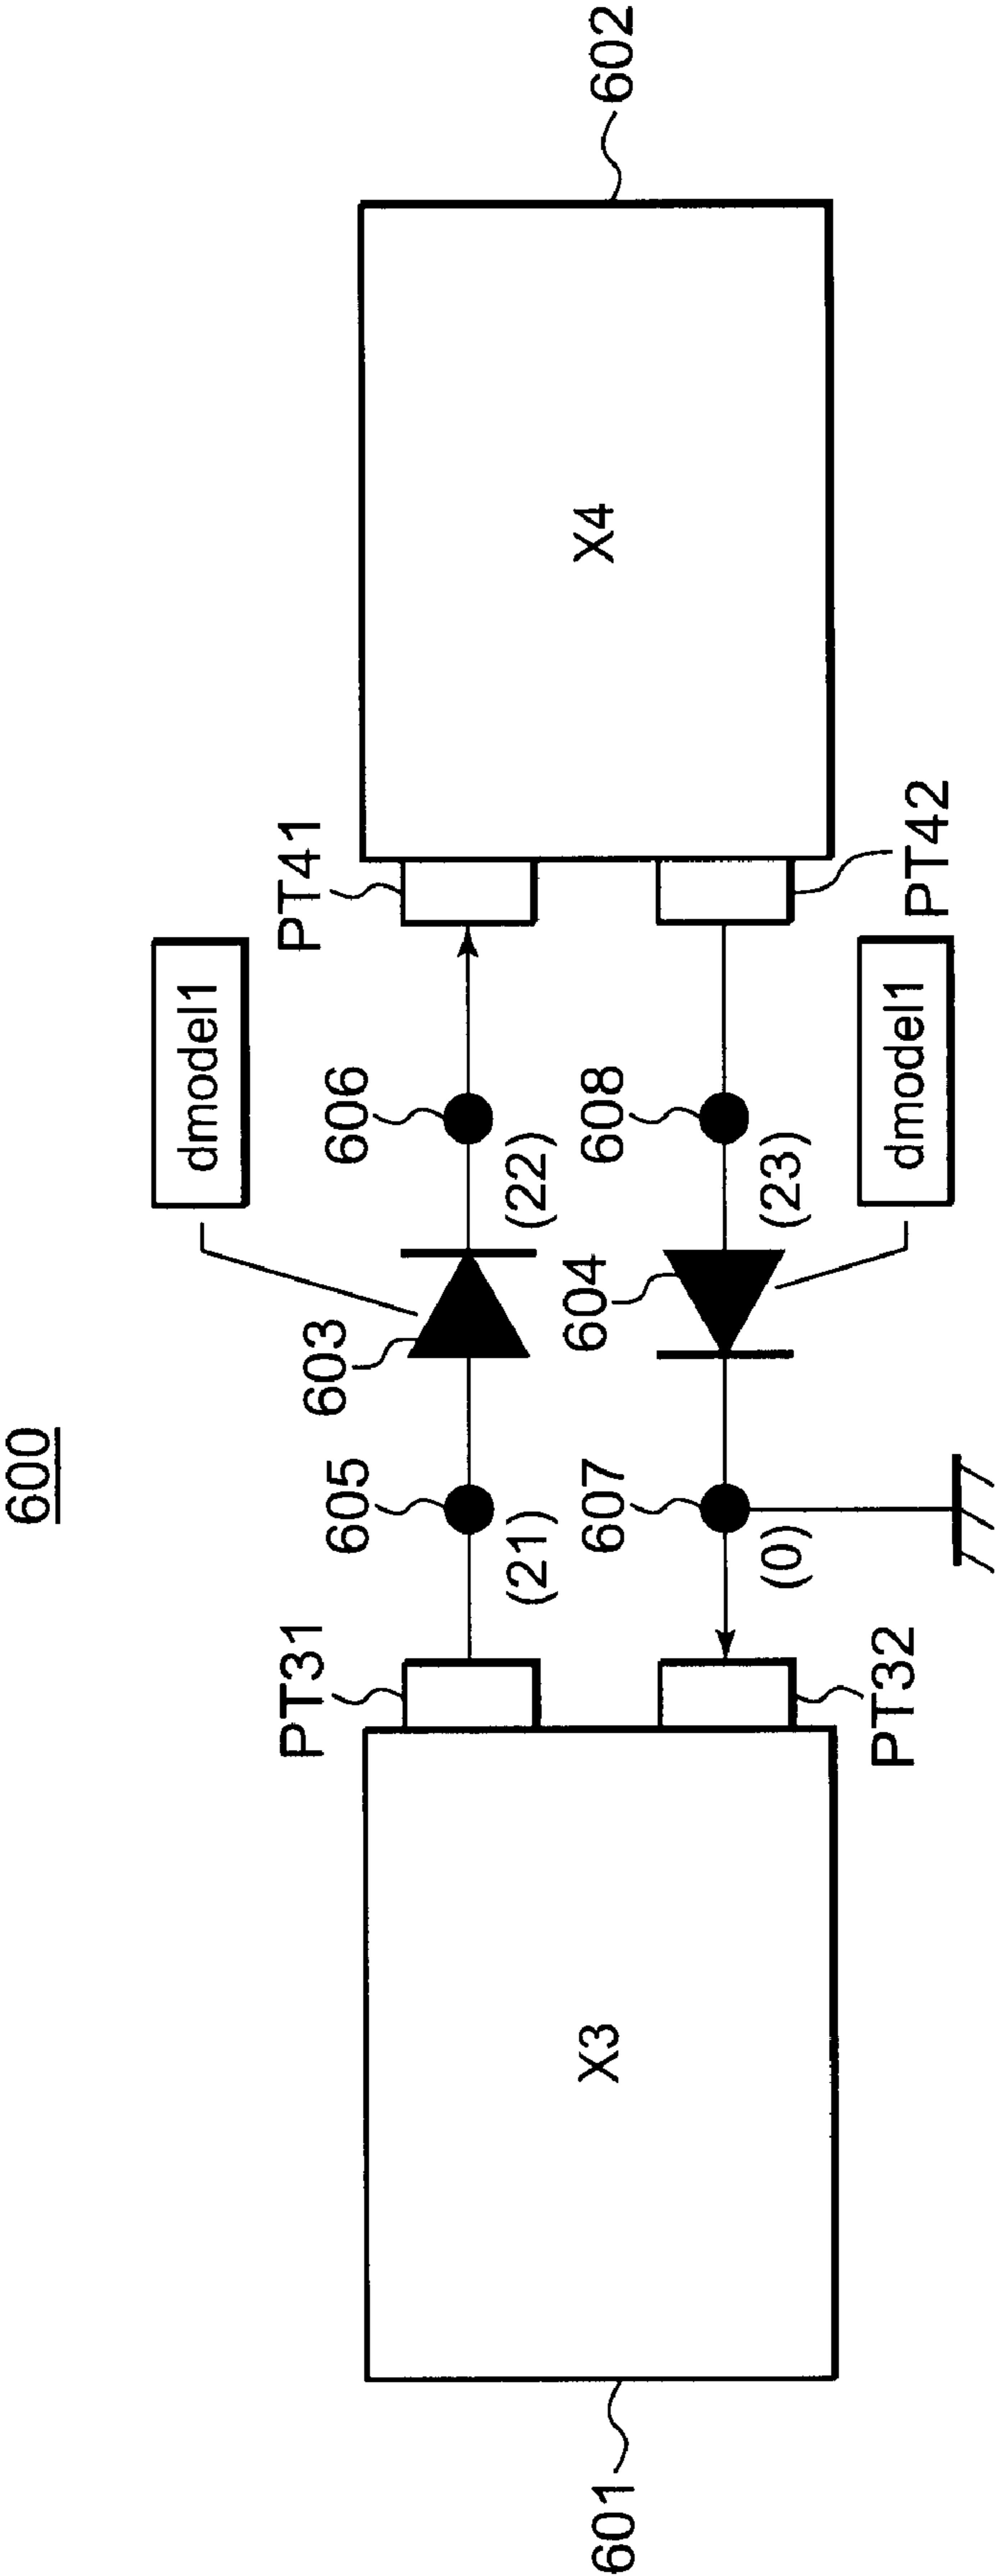 600
dmodel1
PT31
605
603
606
PT41
(21)
(22)
601
X3
X4
602
607
604
608
(0)
(23)
PT32
PT42
dmodel1